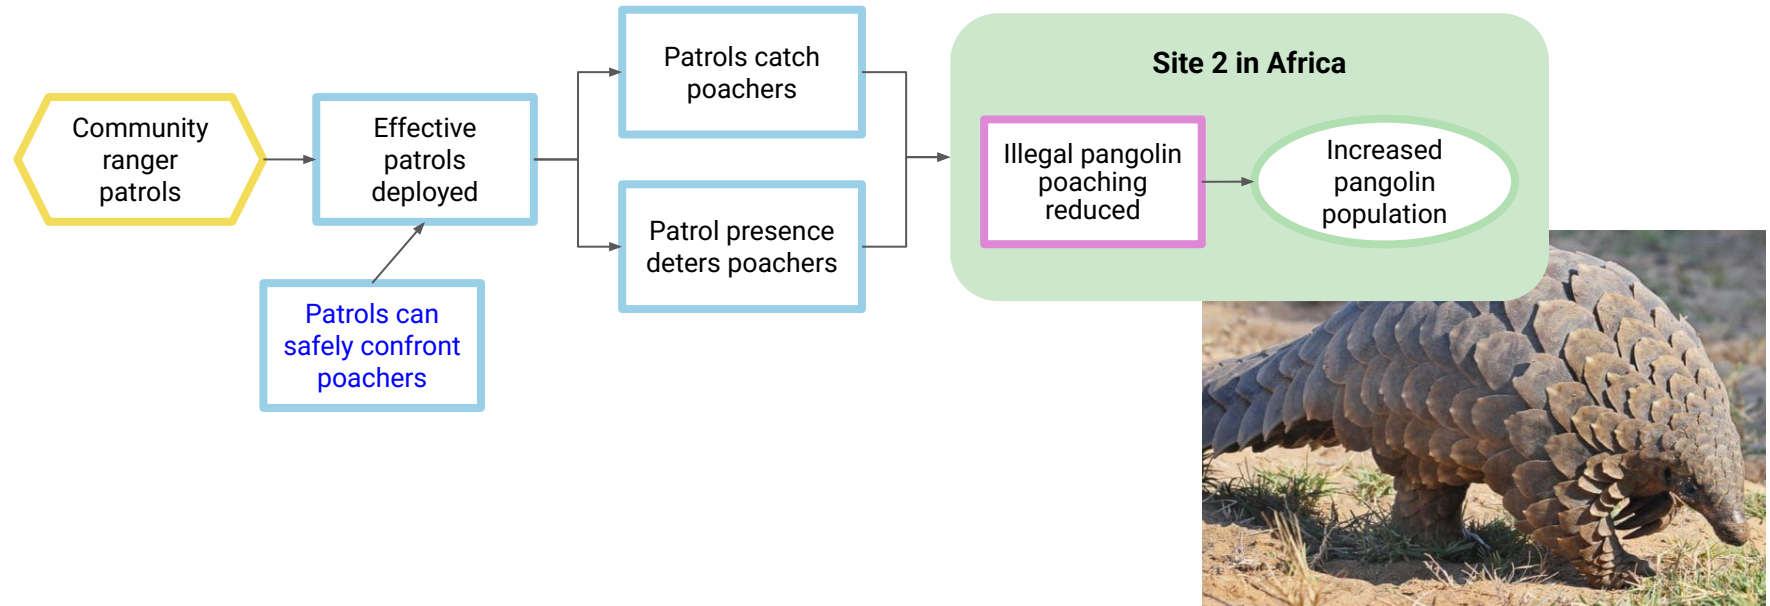 Community
ranger
patrols
Effective
patrols
deployed
Patrols can
safely confront
poachers
Patrols catch
poachers
Patrol presence
deters poachers
Site 2 in Africa
Illegal pangolin
poaching
reduced
Increased
pangolin
population